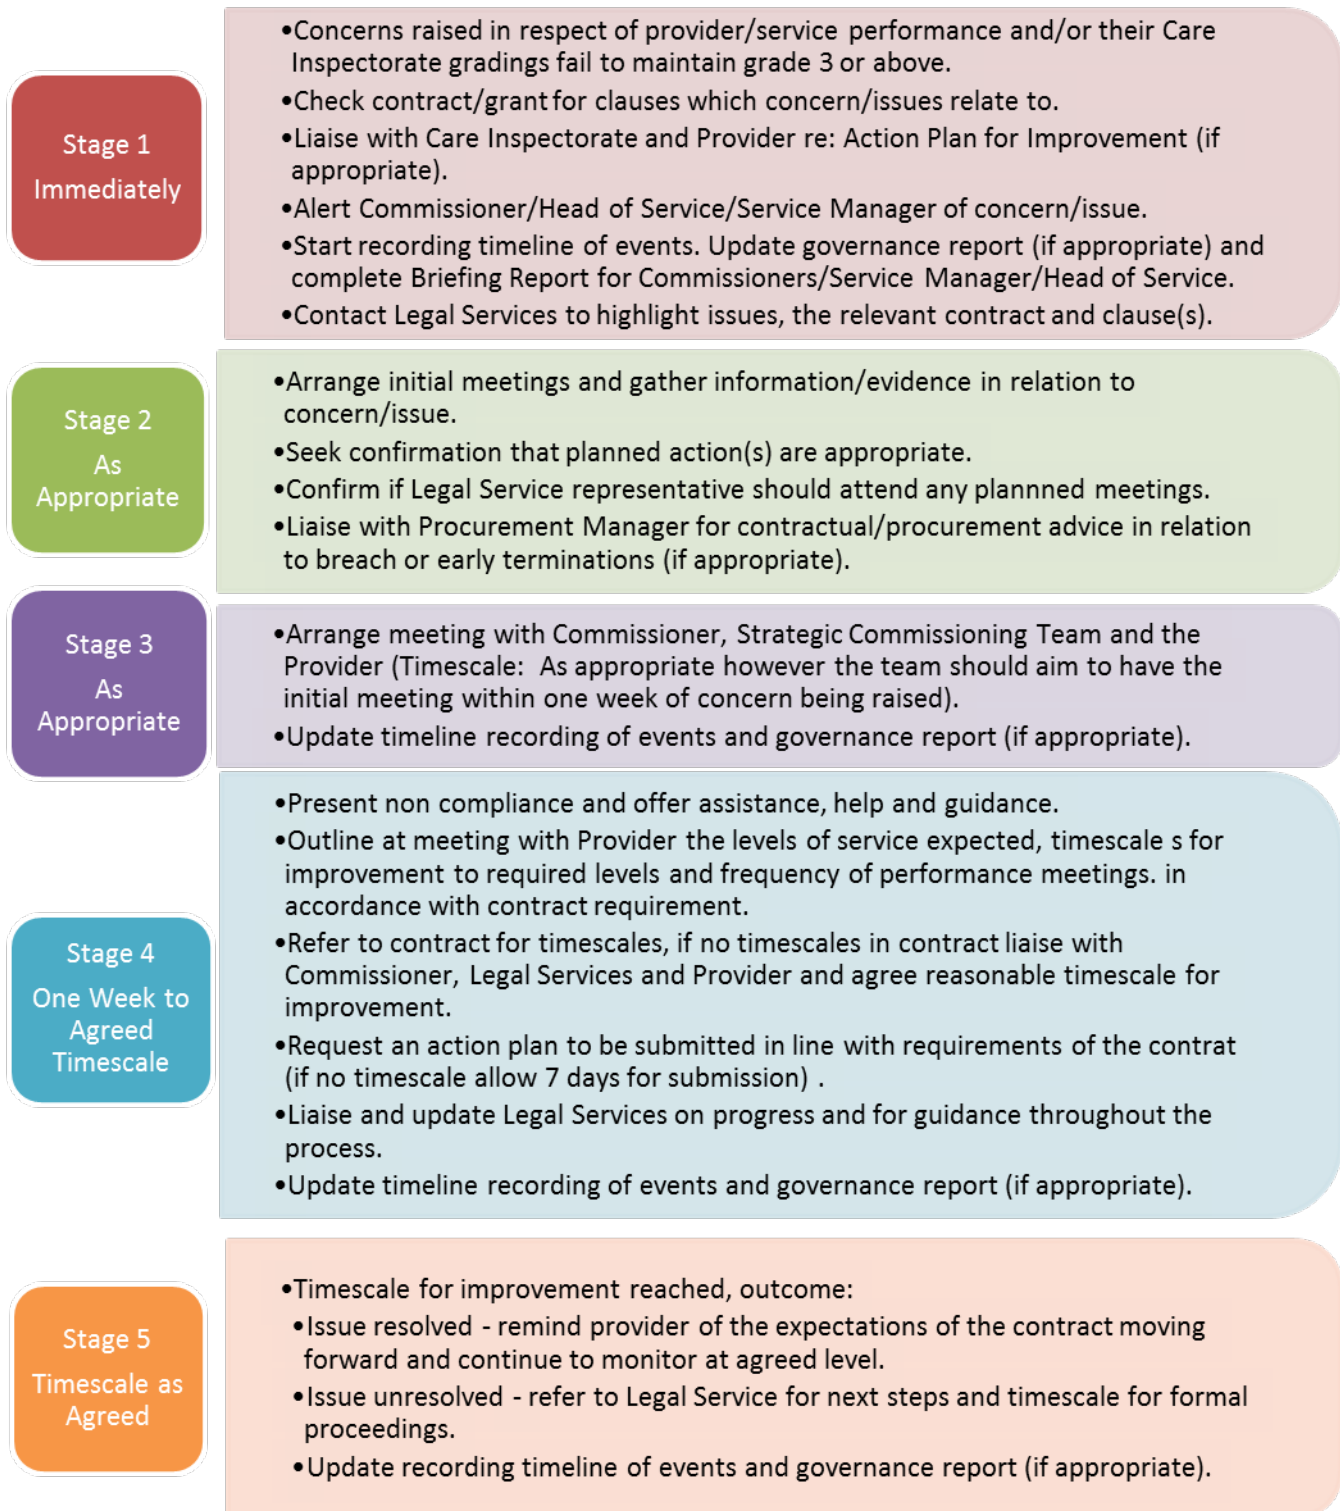 Stage 1
Immediately
•Concerns raised in respect of provider/service performance and/or their Care
Inspectorate gradings fail to maintain grade 3 or above.
•Check contract/grant for clauses which concern/issues relate to.
•Liaise with Care Inspectorate and Provider re: Action Plan for Improvement (if
appropriate).
•Alert Commissioner/Head of Service/Service Manager of concern/issue.
•Start recording timeline of events. Update governance report (if appropriate) and
complete Briefing Report for Commissioners/Service Manager/Head of Service.
•Contact Legal Services to highlight issues, the relevant contract and clause(s).
Stage 2
As
Appropriate
•Arrange initial meetings and gather information/evidence in relation to
concern/issue.
•Seek confirmation that planned action(s) are appropriate.
•Confirm if Legal Service representative should attend any plannned meetings.
•Liaise with Procurement Manager for contractual/procurement advice in relation
to breach or early terminations (if appropriate).
Stage 3
As
Appropriate
•Arrange meeting with Commissioner, Strategic Commissioning Team and the
Provider (Timescale:  As appropriate however the team should aim to have the
initial meeting within one week of concern being raised).
•Update timeline recording of events and governance report (if appropriate).
Stage 4
One Week to
Agreed
Timescale
•Present non compliance and offer assistance, help and guidance.
•Outline at meeting with Provider the levels of service expected, timescale s for
improvement to required levels and frequency of performance meetings. in
accordance with contract requirement.
•Refer to contract for timescales, if no timescales in contract liaise with
Commissioner, Legal Services and Provider and agree reasonable timescale for
improvement.
•Request an action plan to be submitted in line with requirements of the contrat
(if no timescale allow 7 days for submission) .
•Liaise and update Legal Services on progress and for guidance throughout the
process.
•Update timeline recording of events and governance report (if appropriate).
Stage 5
Timescale as
Agreed
•Timescale for improvement reached, outcome:
•Issue resolved - remind provider of the expectations of the contract moving
forward and continue to monitor at agreed level.
•Issue unresolved - refer to Legal Service for next steps and timescale for formal
proceedings.
•Update recording timeline of events and governance report (if appropriate).